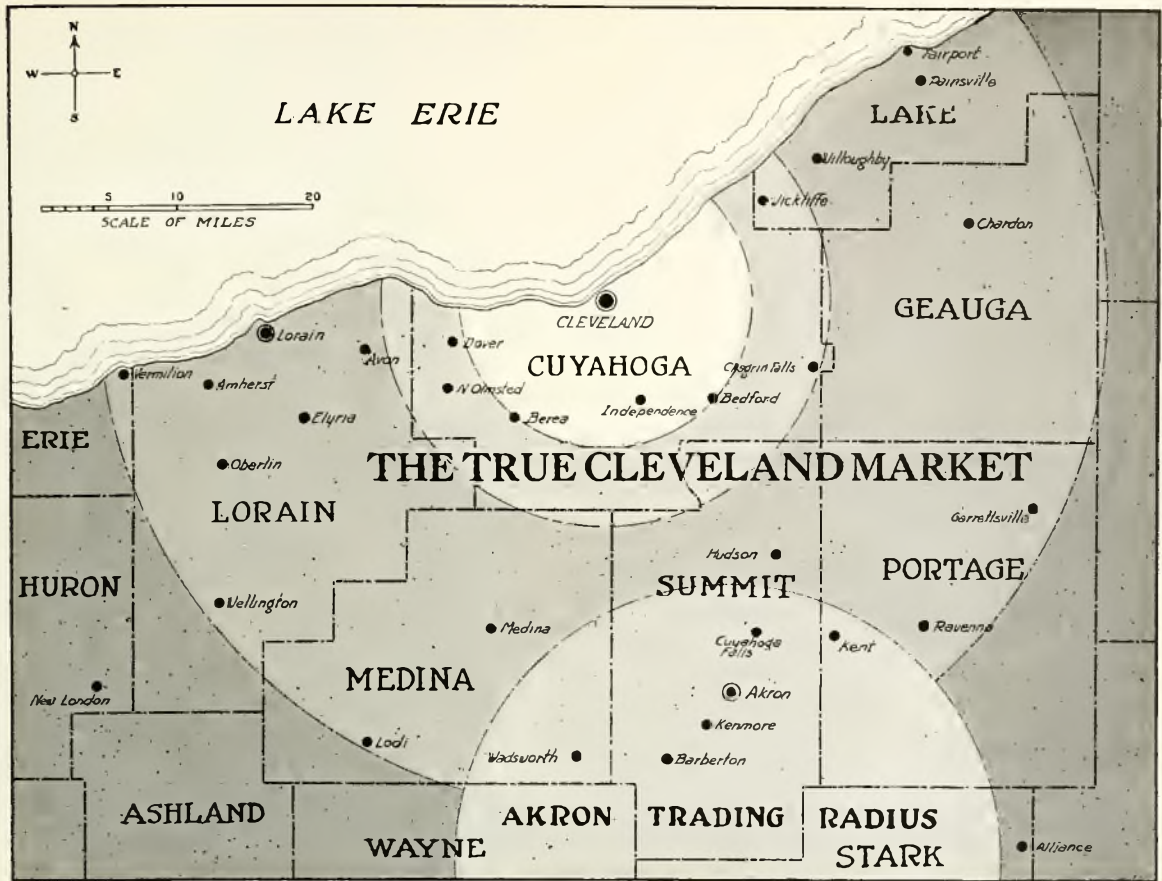 N
W E
S
LAKE ERIE
5 10 20
SCALE OF MILES
Fairport
Painsville
LAKE
Willoughby
Wickliffe
Chardon
GEAUGA
CLEVELAND
CUYAHOGA
Lorain
Avon
Dover
Vermilion
Amherst
N Olmsted
Chagrin Falls
Elyria
Berea
Independence
Bedford
ERIE
Oberlin
THE TRUE CLEVELAND MARKET
LORAIN
Garrettsville
Hudson
HURON
SUMMIT
PORTAGE
Wellington
Medina
Cuyahoga
Falls
Kent
Ravenna
MEDINA
New London
Akron
Kenmore
Lodi
Wadsworth
Barberton
ASHLAND
AKRON TRADING RADIUS
WAYNE
STARK
Alliance